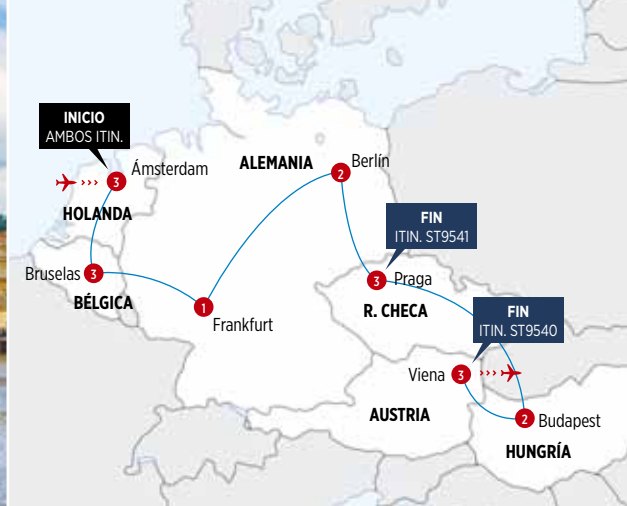 INICIO
AMBOS ITIN.
3
Ámsterdam
HOLANDA
ALEMANIA
2
Berlín
Bruselas
3
BÉLGICA
1
Frankfurt
FIN
ITIN. ST9541
3
Praga
R. CHECA
FIN
ITIN. ST9540
Viena
3
AUSTRIA
2
Budapest
HUNGRÍA